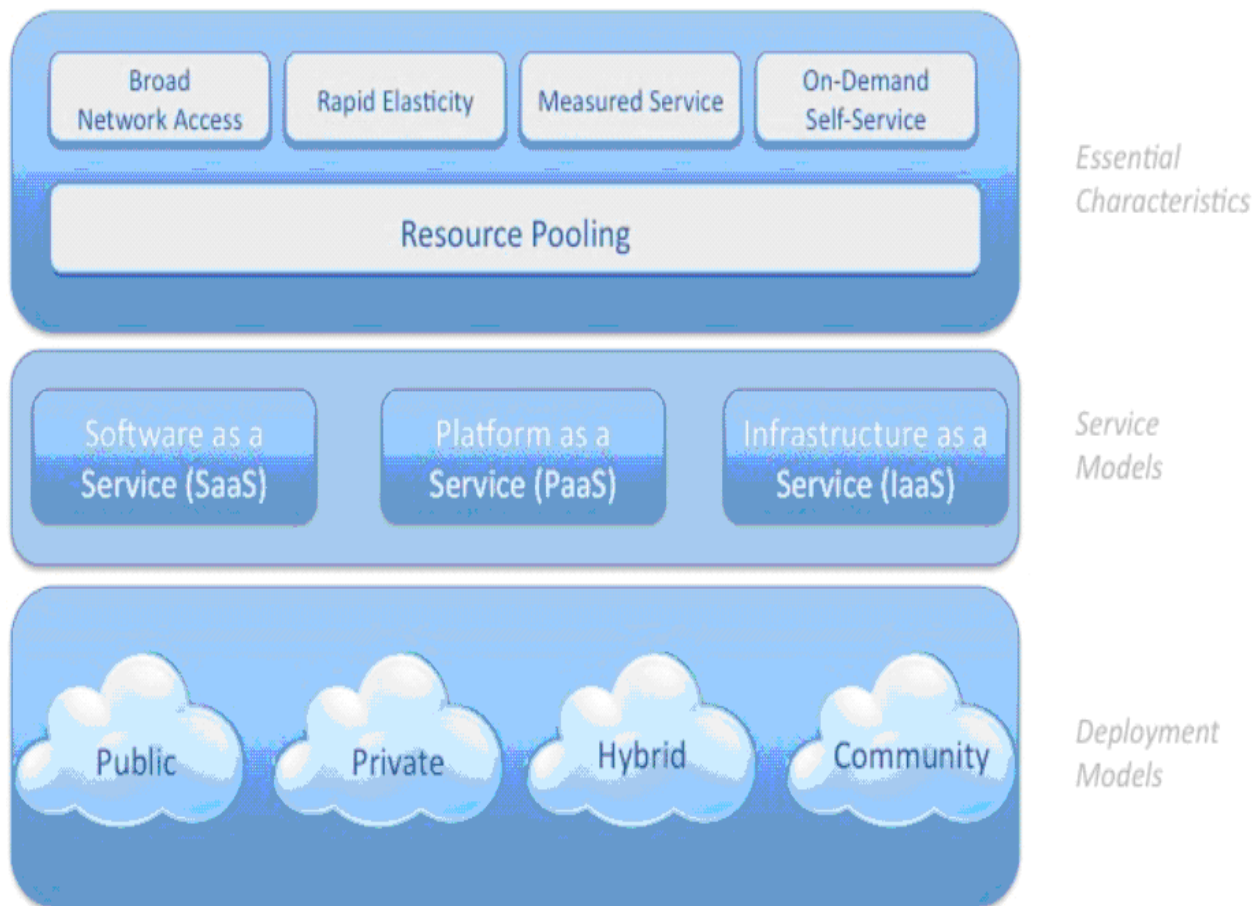 Broad
Network Access
Rapid Elasticity
Measured Service
On-Demand
Self-Service
Essential
Characteristics
Resource Pooling
Software as a
Service (SaaS)
Platform as a
Service (PaaS)
Infrastructure as a
Service (IaaS)
Service
Models
Public
Private
Hybrid
Community
Deployment
Models